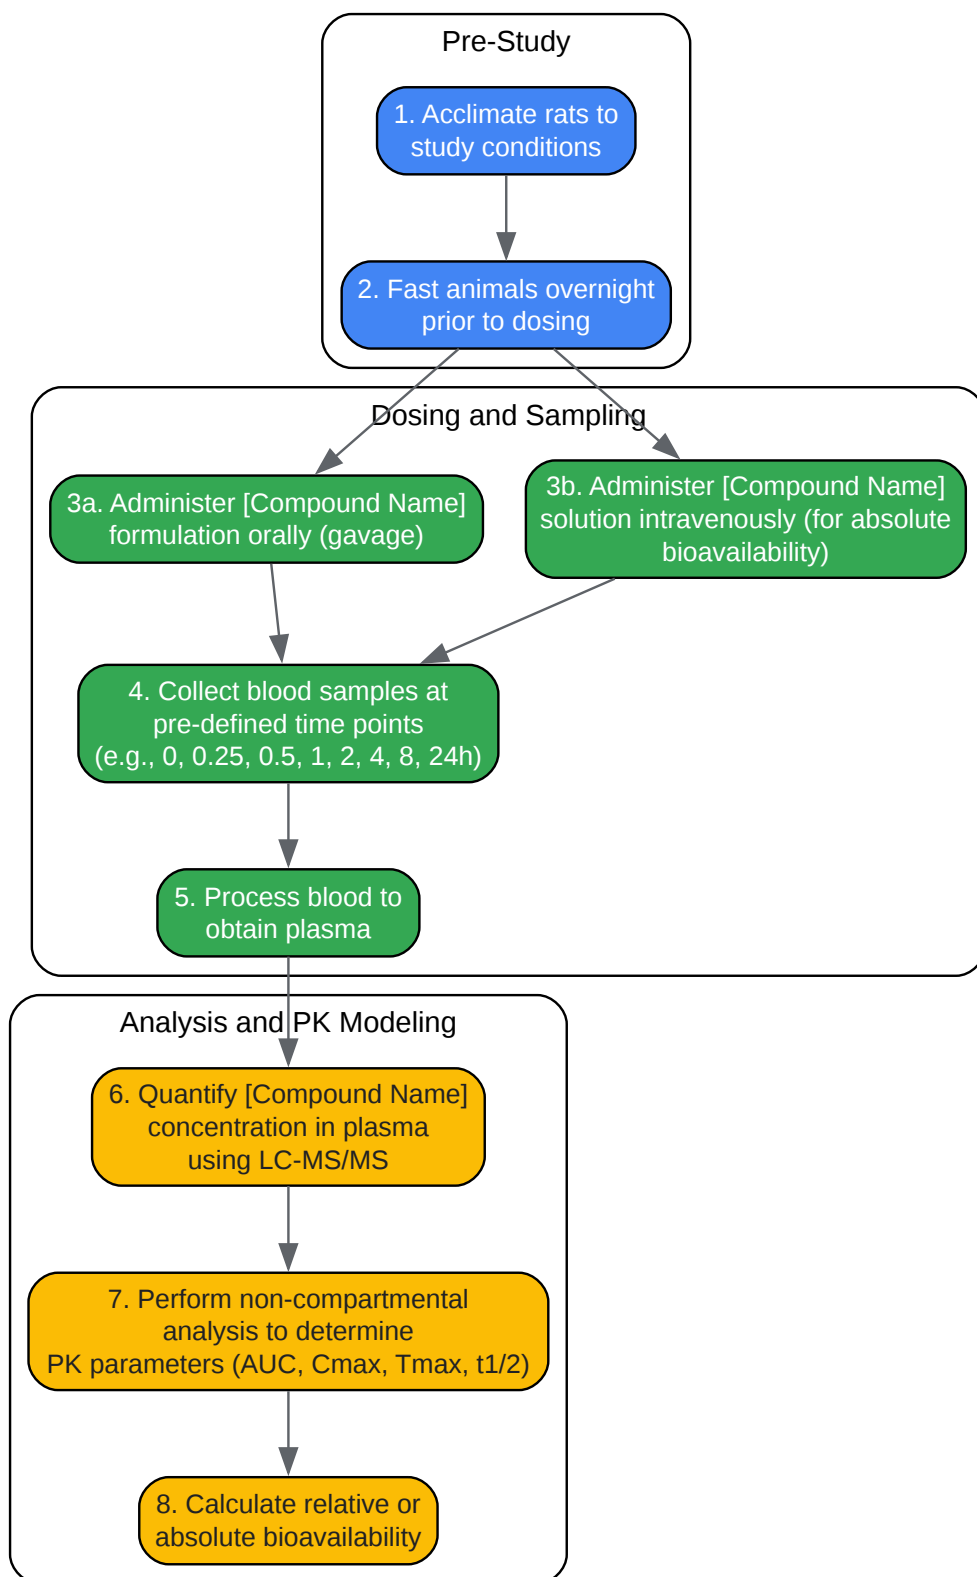 Pre-Study
1. Acclimate rats to
study conditions
2. Fast animals overnight
prior to dosing
Dosing and Sampling
3a. Administer [Compound Name]
formulation orally (gavage)
3b. Administer [Compound Name]
solution intravenously (for absolute
bioavailability)
4. Collect blood samples at
pre-defined time points
(e.g., 0, 0.25, 0.5, 1, 2, 4, 8, 24h)
5. Process blood to
obtain plasma
Analysis and PK Modeling
6. Quantify [Compound Name]
concentration in plasma
using LC-MS/MS
7. Perform non-compartmental
analysis to determine
PK parameters (AUC, Cmax, Tmax, t1/2)
8. Calculate relative or
absolute bioavailability